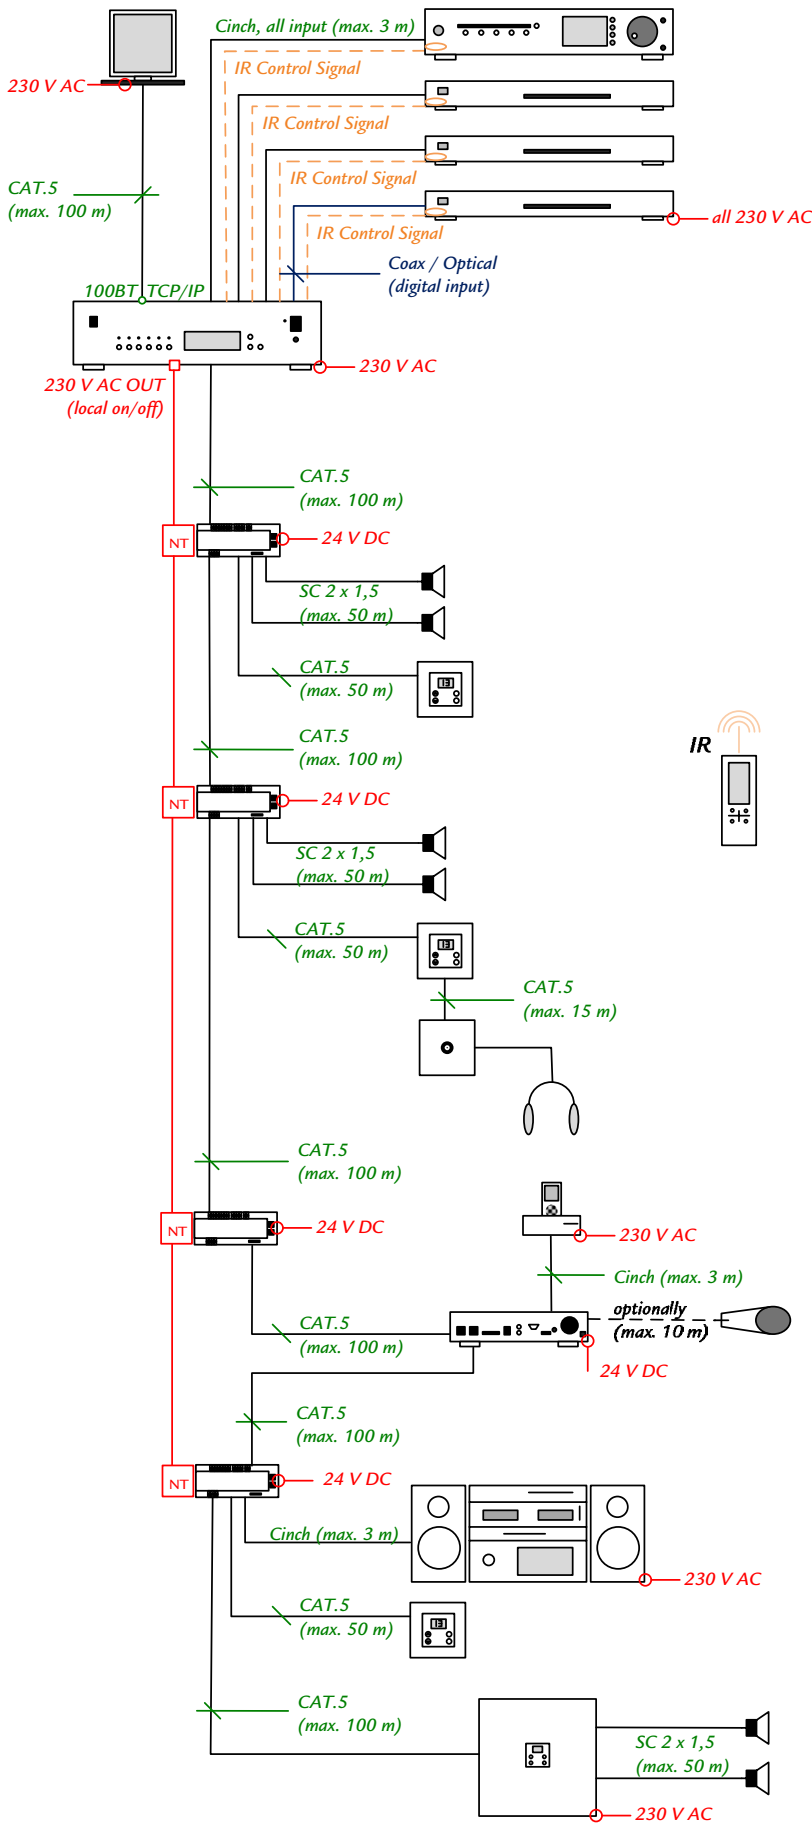 Cinch, all input (max. 3 m)
IR Control Signal
230 V AC
IR Control Signal
IR Control Signal
CAT.5
(max. 100 m)
all 230 V AC
IR Control Signal
Coax / Optical
(digital input)
100BT TCP/IP
230 V AC
230 V AC OUT
(local on/off)
CAT.5
(max. 100 m)
NT
24 V DC
SC 2 x 1,5
(max. 50 m)
CAT.5
(max. 50 m)
13
CAT.5
(max. 100 m)
IR
NT
24 V DC
SC 2 x 1,5
(max. 50 m)
CAT.5
(max. 50 m)
13
CAT.5
(max. 15 m)
CAT.5
(max. 100 m)
NT
24 V DC
230 V AC
Cinch (max. 3 m)
optionally
(max. 10 m)
CAT.5
(max. 100 m)
24 V DC
CAT.5
(max. 100 m)
NT
24 V DC
Cinch (max. 3 m)
230 V AC
CAT.5
(max. 50 m)
13
CAT.5
(max. 100 m)
SC 2 x 1,5
(max. 50 m)
230 V AC